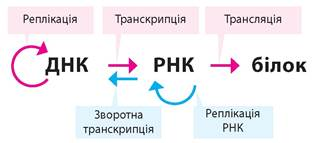 Реплікація
Транскрипція
Трансляція
ДНК РНК білок
Зворотна
транскрипція
Реплікація
РНК